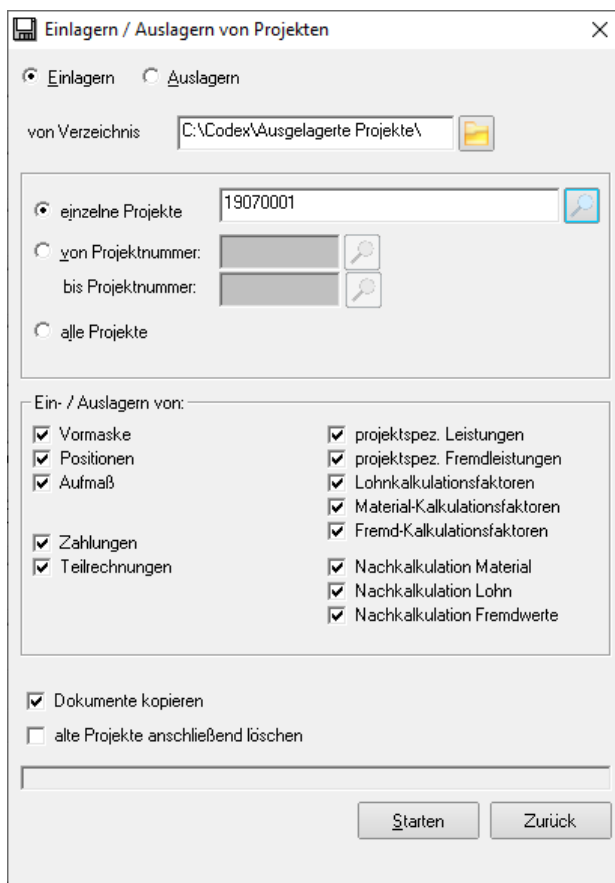 Einlagern / Auslagern von Projekten
Einlagern Auslagern
von Verzeichnis C:\Codex\Ausgelagerte Projekte\
einzelne Projekte 19070001
von Projektnummer:
bis Projektnummer:
alle Projekte
Ein- / Auslagern von:
Vormaske
Positionen
Aufmaß
Zahlungen
Teilrechnungen
projektspez. Leistungen
projektspez. Fremdleistungen
Lohnkalkulationsfaktoren
Material-Kalkulationsfaktoren
Fremd-Kalkulationsfaktoren
Nachkalkulation Material
Nachkalkulation Lohn
Nachkalkulation Fremdwerte
Dokumente kopieren
alte Projekte anschließend löschen
Starten Zurück